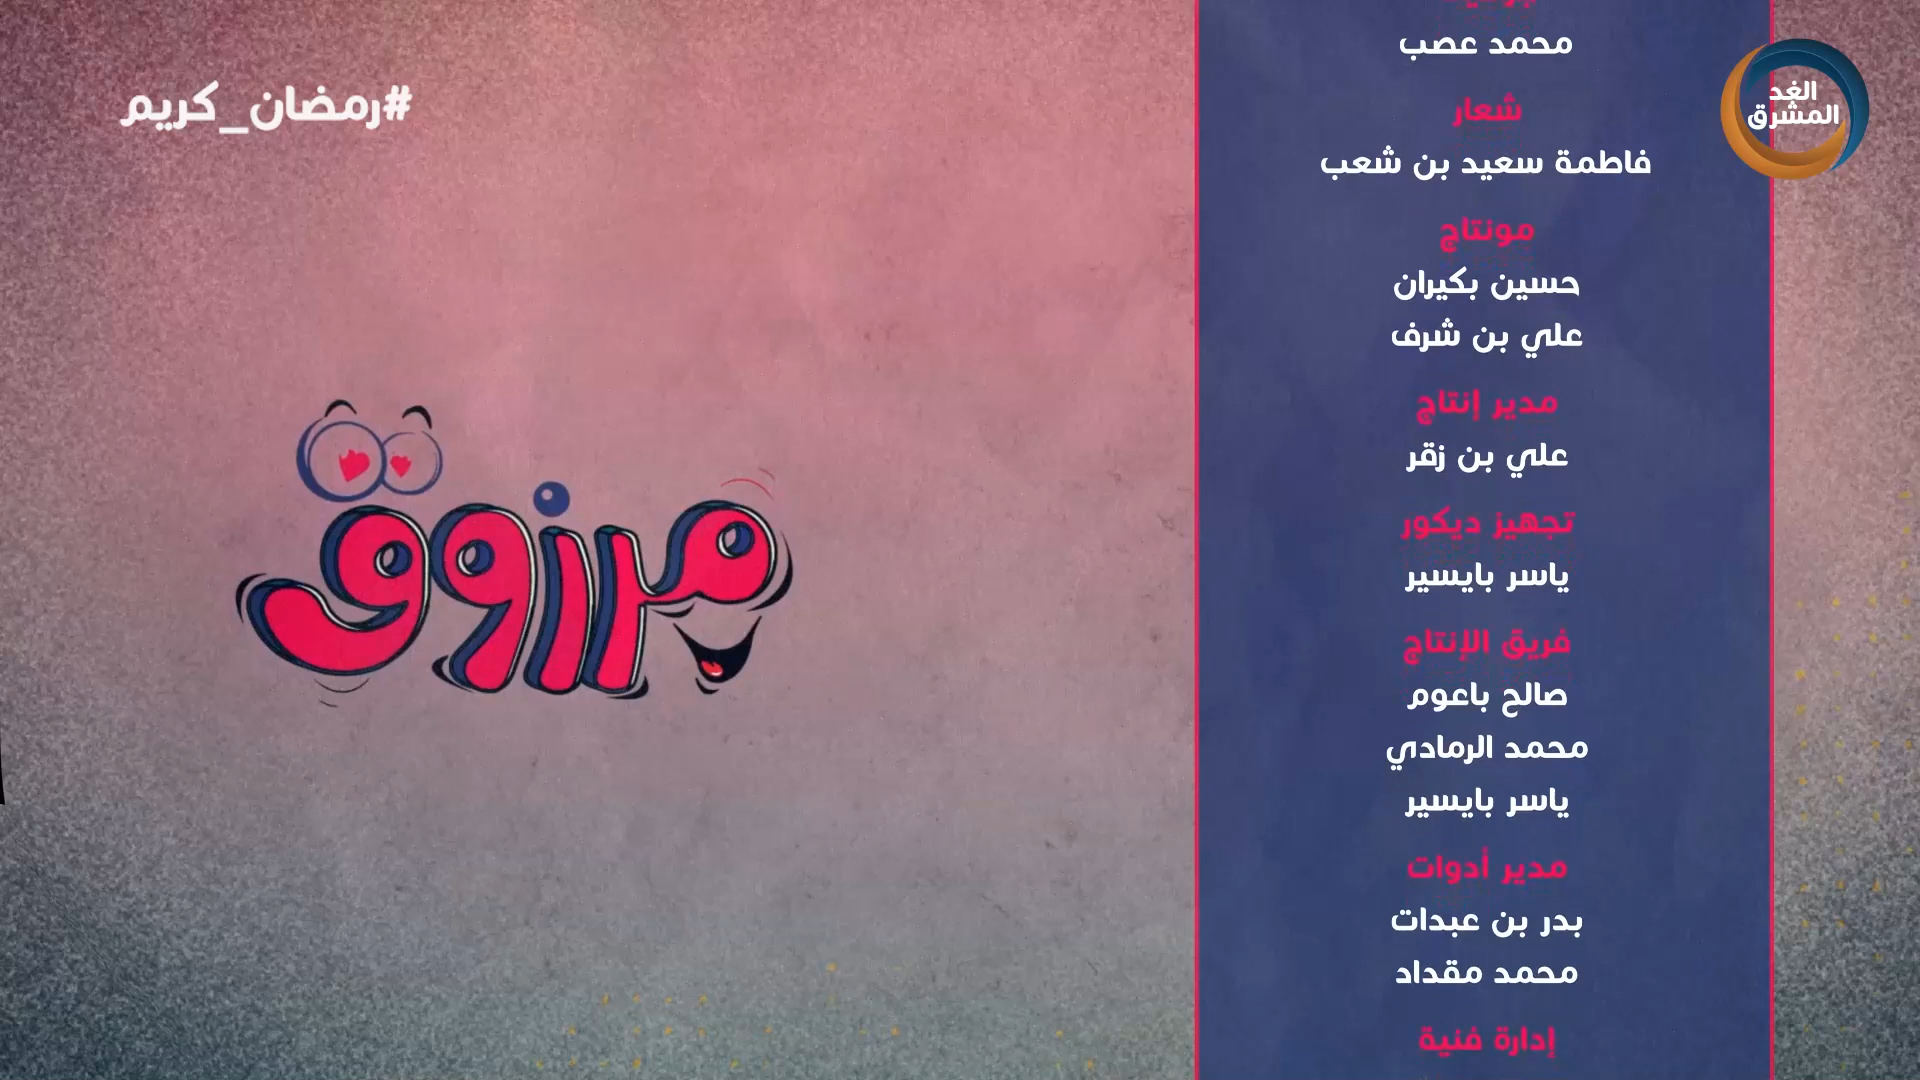 #رمضان_كريم
الغد
المشرق
مرزوق
محمد عصب
شعار
فاطمة سعيد بن شعب
مونتاج
حسين بكيران
علي بن شرف
مدير إنتاج
علي بن زقر
تجهيز ديكور
ياسر بايسير
فريق الإنتاج
صالح باعوم
محمد الرمادي
ياسر بايسير
مدير أدوات
بدر بن عبدات
محمد مقداد
إدارة فنية